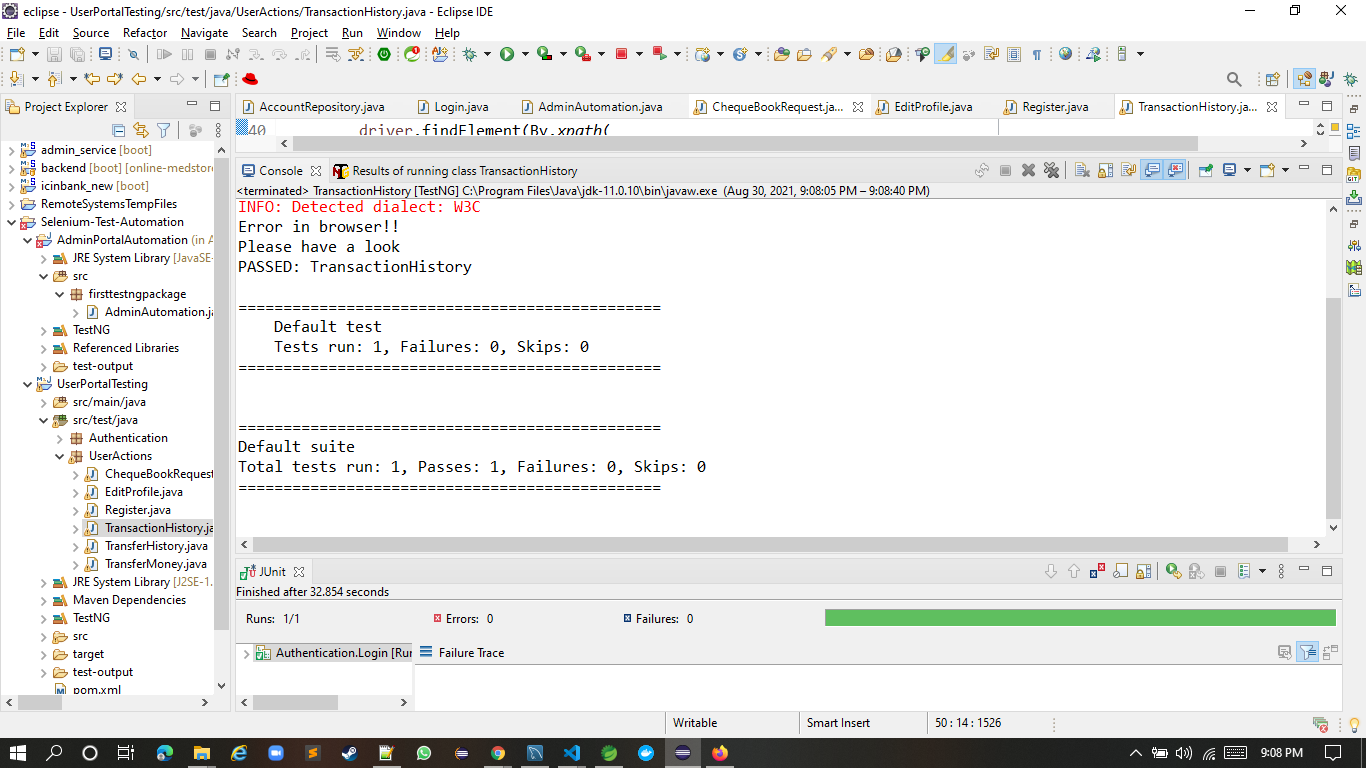 eclipse - UserPortalTesting/src/test/java/UserActions/TransactionHistory.java - Eclipse IDE
File Edit Source Refactor Navigate Search Project Run Window Help
Project Explorer
admin_service [boot]
backend [boot] [online-medstore
icinbank_new [boot]
RemoteSystemsTempFiles
Selenium-Test-Automation
AdminPortalAutomation (in A
JRE System Library [JavaSE-
src
firsttestngpackage
AdminAutomation.ja
TestNG
Referenced Libraries
test-output
UserPortalTesting
src/main/java
src/test/java
Authentication
UserActions
ChequeBookRequest
EditProfile.java
Register.java
TransactionHistory.ja
TransferHistory.java
TransferMoney.java
JRE System Library [J2SE-1.
Maven Dependencies
TestNG
src
target
test-output
pom.xml
AccountRepository.java Login.java AdminAutomation.java ChequeBookRequest.ja... EditProfile.java Register.java TransactionHistory.ja...
40 driver.findElement(By.xpath(
Console Results of running class TransactionHistory
<terminated> TransactionHistory [TestNG] C:\Program Files\Java\jdk-11.0.10\bin\javaw.exe (Aug 30, 2021, 9:08:05 PM – 9:08:40 PM)
INFO: Detected dialect: W3C
Error in browser!!
Please have a look
PASSED: TransactionHistory
===============================================
Default test
Tests run: 1, Failures: 0, Skips: 0
===============================================
===============================================
Default suite
Total tests run: 1, Passes: 1, Failures: 0, Skips: 0
===============================================
JUnit
Finished after 32.854 seconds
Runs: 1/1 Errors: 0 Failures: 0
Authentication.Login [Run Failure Trace
Writable Smart Insert 50 : 14 : 1526
9:08 PM